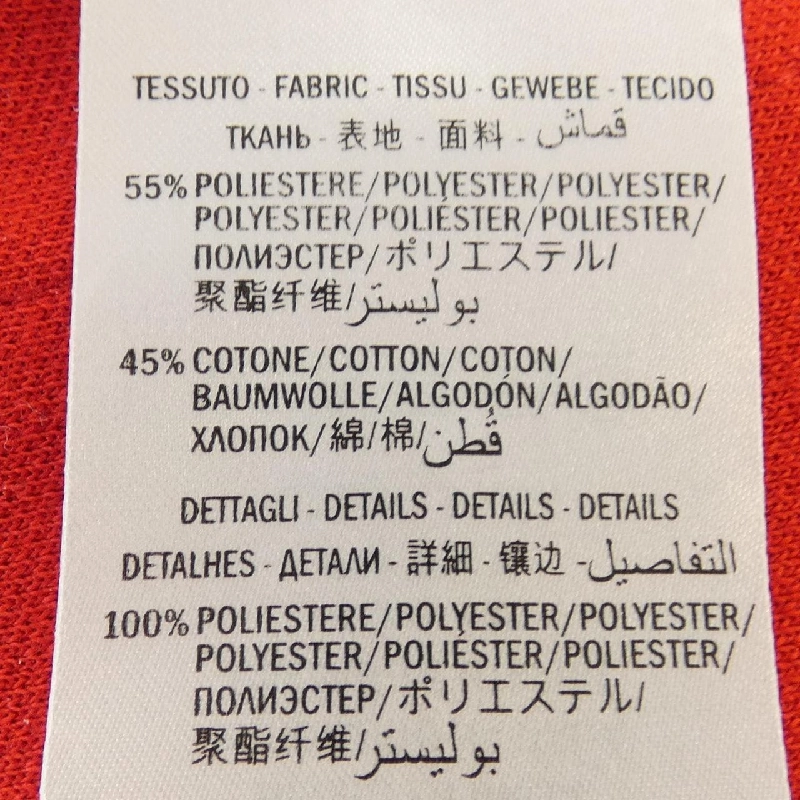 TESSUTO - FABRIC - TISSU - GEWEBE - TECIDO
ТКАНЬ - 表地 - 面料 - قماش
55% POLIESTERE/POLYESTER/POLYESTER/
POLYESTER/POLIÉSTER/POLIESTER/
ПОЛИЭСТЕР/ポリエステル/
聚酯纤维/بوليستر
45% COTONE/COTTON/COTON/
BAUMWOLLE/ALGODÓN/ALGODÃO/
ХЛОПОК/綿/棉/قُطن
DETTAGLI - DETAILS - DETAILS - DETAILS
DETALHES - ДЕТАЛИ - 詳細 - 镶边 - التفاصيل
100% POLIESTERE/POLYESTER/POLYESTER/
POLYESTER/POLIÉSTER/POLIESTER/
ПОЛИЭСТЕР/ポリエステル/
聚酯纤维/بوليستر